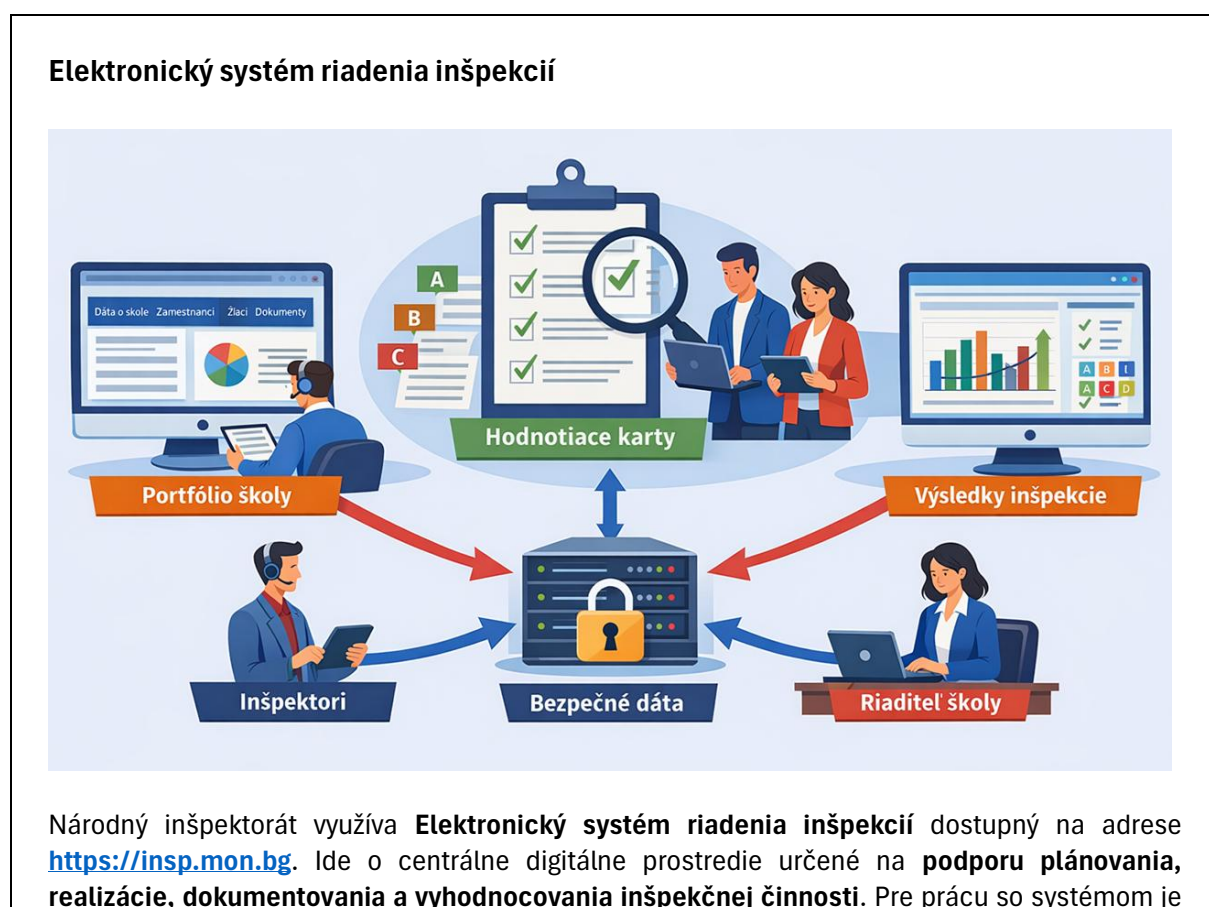 Elektronický systém riadenia inšpekcií
A
B
C
Dáta o skole Zamestnanci Žlaci Dokumenty
A B
A C D
Hodnotiace karty
Portfólio školy
Výsledky inšpekcie
Inšpektori
Bezpečné dáta
Riaditeľ školy
Národný inšpektorát využíva Elektronický systém riadenia inšpekcií dostupný na adrese
https://insp.mon.bg. Ide o centrálne digitálne prostredie určené na podporu plánovania,
realizácie, dokumentovania a vyhodnocovania inšpekčnej činnosti. Pre prácu so systémom je